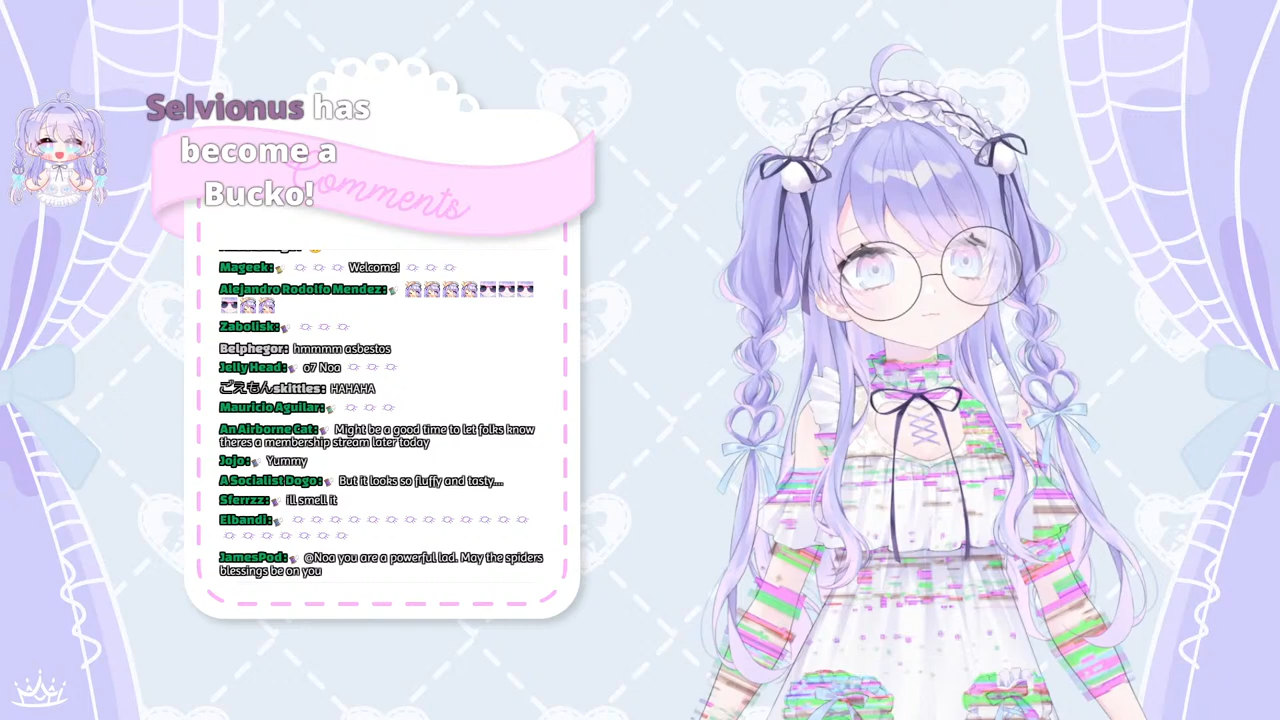 Selvionus has
become a
Bucko!
Comments
Mageek: Welcome!
Alejandro Rodolfo Mendez:
Zabolisk:
Belphegor: hmmmm asbestos
Jelly Head: o7 Noa
ごえもんskittles: HAHAHA
Mauricio Aguilar:
An Airborne Cat: Might be a good time to let folks know
theres a membership stream later today
Jojo: Yummy
A Socialist Dogo: But it looks so fluffy and tasty....
Sferrzz: ill smell it
Elbandi:
JamesPod: @Noa you are a powerful lad. May the spiders
blessings be on you